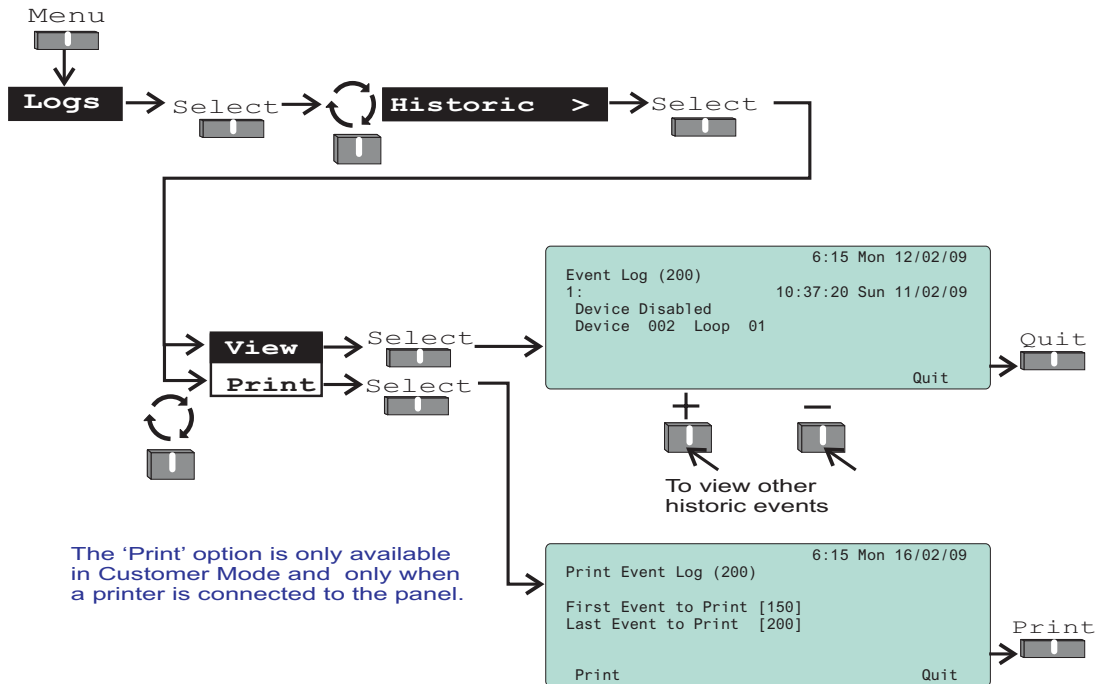 Menu
Logs
Select
Historic >
Select
6:15 Mon 12/02/09
Event Log (200)
1: 10:37:20 Sun 11/02/09
Device Disabled
Device 002 Loop 01
Quit
View
Select
Quit
Print
Select
+
−
To view other
historic events
The ‘Print’ option is only available
in Customer Mode and only when
a printer is connected to the panel.
6:15 Mon 16/02/09
Print Event Log (200)
First Event to Print [150]
Last Event to Print [200]
Print Quit
Print